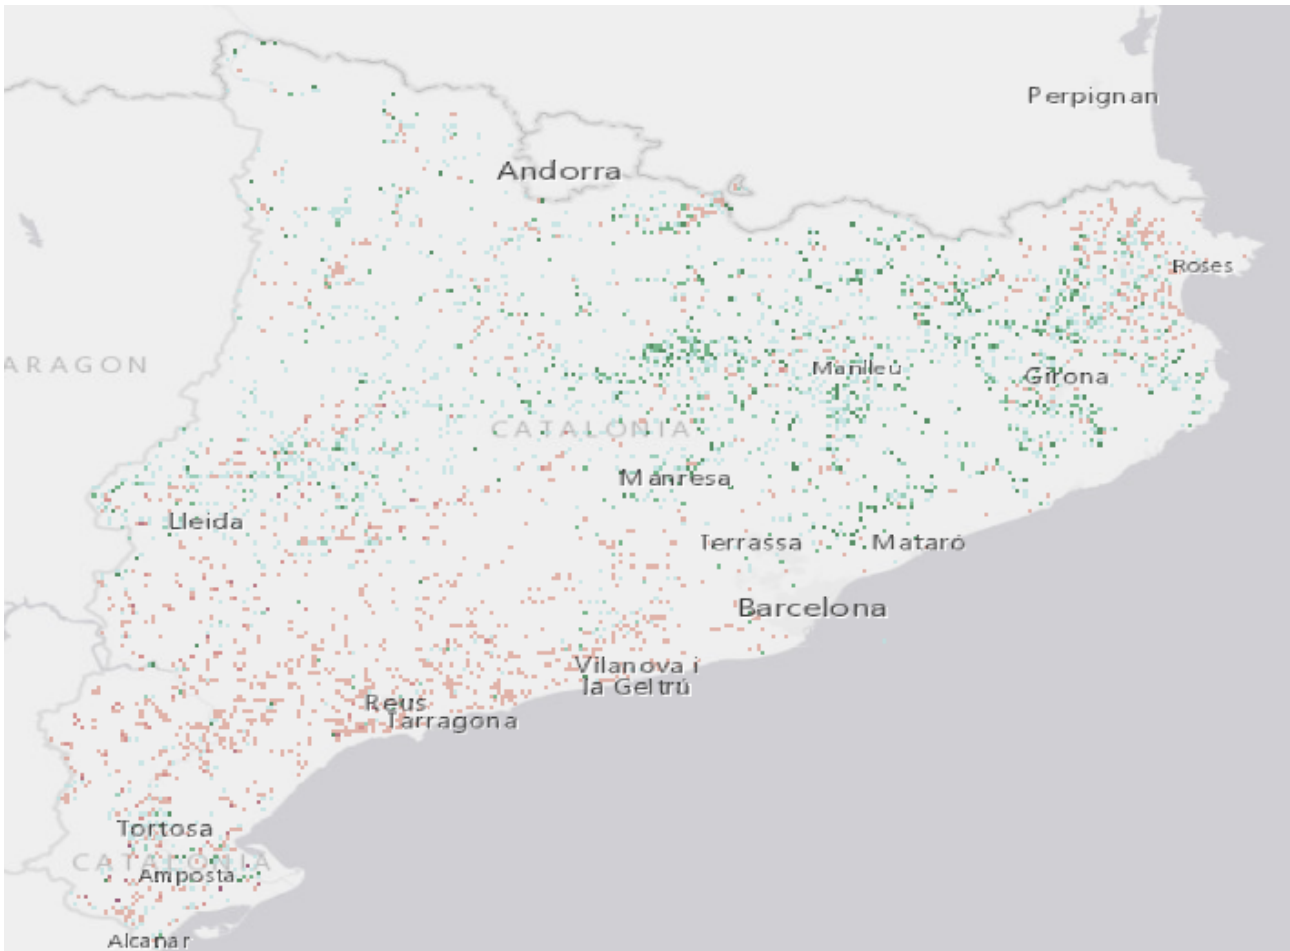 Perpignan
Andorra
Roses
ARAGON
Manlleu
Girona
CATALONIA
Manresa
Lleida
Terrassa
Mataró
Barcelona
Vilanova i
la Geltrú
Reus
Tarragona
Tortosa
CATALONIA
Amposta
Alcanar